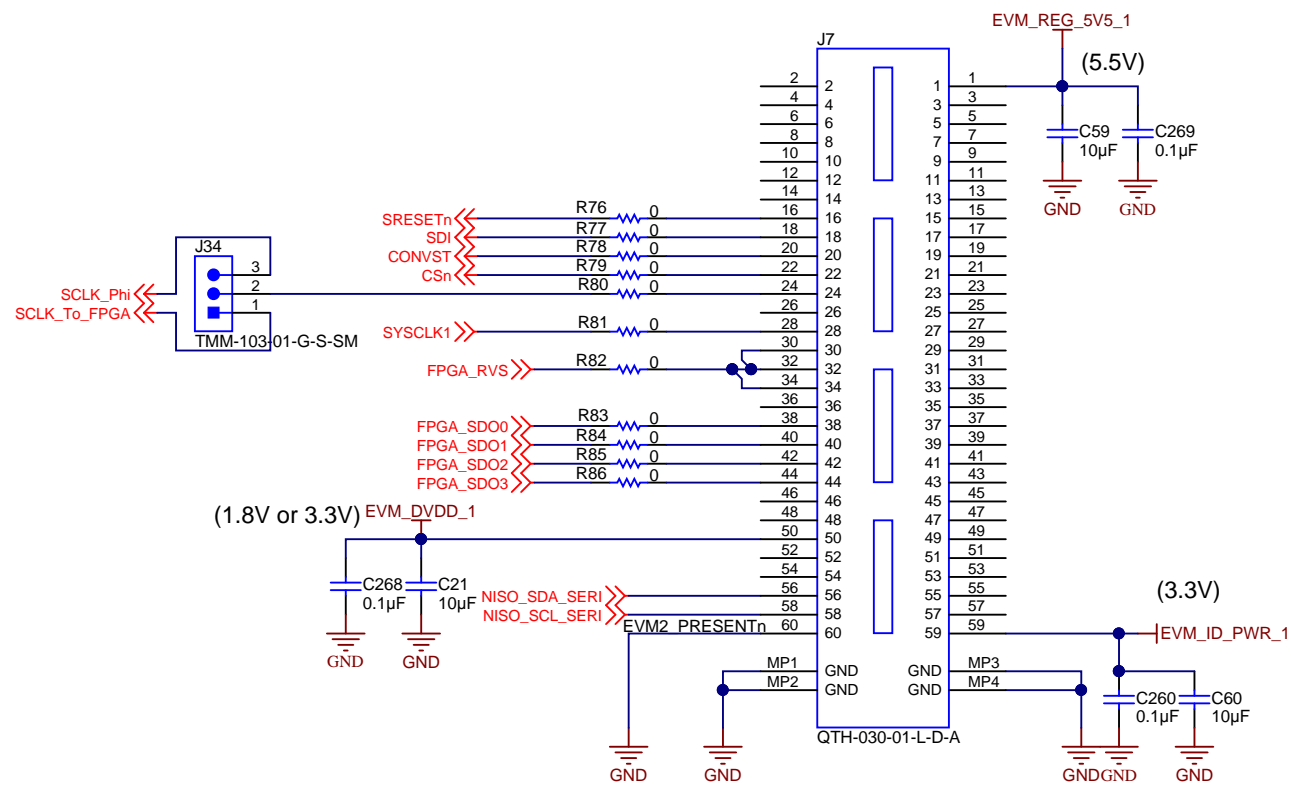 EVM_REG_5V5_1
J7
(5.5V)
2 2 1 1
4 4 3 3
6 6 5 5
C59 C269
8 8 7 7
10µF 0.1µF
10 10 9 9
12 12 11 11
14 14 13 13
GND GND
SRESETn R76 0 16 16 15 15
SDI R77 0 18 18 17 17
CONVST R78 0 20 20 19 19
J34
CSn R79 0 22 22 21 21
3
SCLK_Phi 2 R80 0 24 24 23 23
SCLK_To_FPGA 1 26 26 25 25
SYSCLK1 R81 0 28 28 27 27
TMM-103-01-G-S-SM
30 30 29 29
FPGA_RVS R82 0 32 32 31 31
34 34 33 33
36 36 35 35
FPGA_SDO0 R83 0 38 38 37 37
FPGA_SDO1 R84 0 40 40 39 39
FPGA_SDO2 R85 0 42 42 41 41
FPGA_SDO3 R86 0 44 44 43 43
46 46 45 45
(1.8V or 3.3V) EVM_DVDD_1
48 48 47 47
50 50 49 49
52 52 51 51
54 54 53 53
C268 C21
0.1µF 10µF
NISO_SDA_SERI 56 56 55 55
(3.3V)
NISO_SCL_SERI 58 58 57 57
EVM2_PRESENTn 60 60 59 59 EVM_ID_PWR_1
GND GND
MP1 GND GND MP3
MP2 GND GND MP4
C260 C60
0.1µF 10µF
QTH-030-01-L-D-A
GND GND GND GND GND